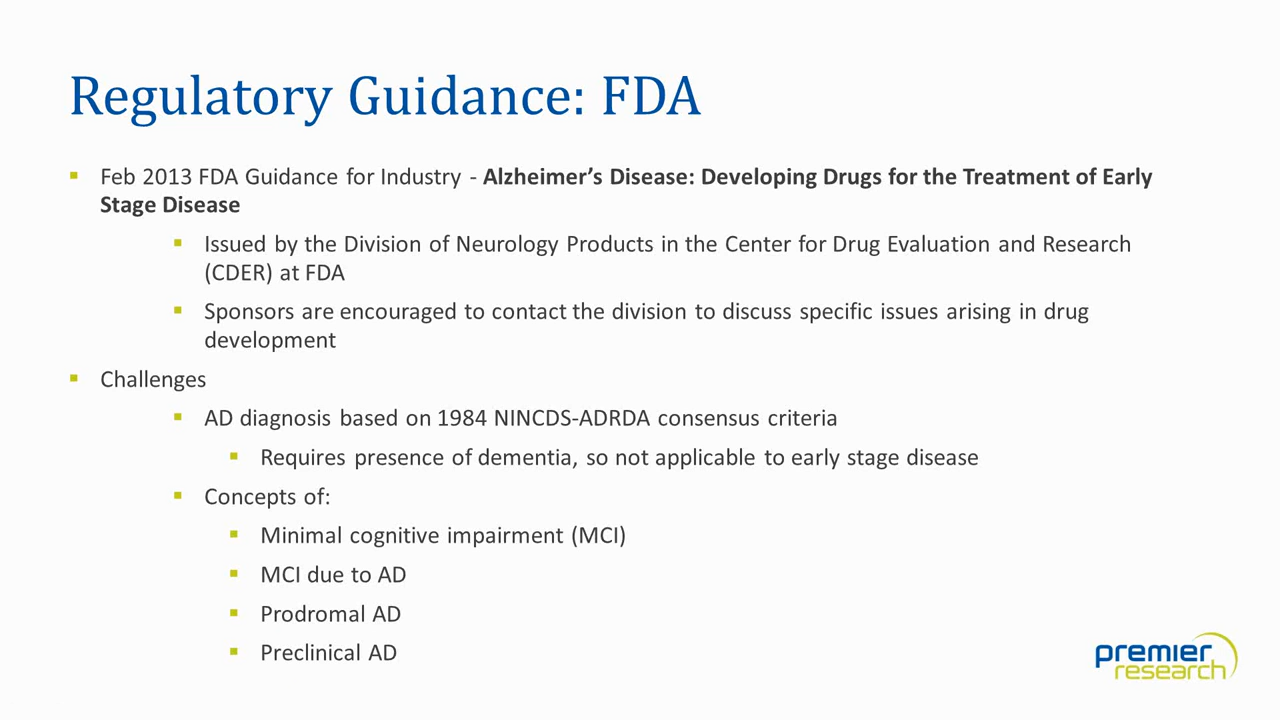 Regulatory Guidance: FDA
▪ Feb 2013 FDA Guidance for Industry - Alzheimer’s Disease: Developing Drugs for the Treatment of Early
Stage Disease
▪ Issued by the Division of Neurology Products in the Center for Drug Evaluation and Research
(CDER) at FDA
▪ Sponsors are encouraged to contact the division to discuss specific issues arising in drug
development
▪ Challenges
▪ AD diagnosis based on 1984 NINCDS-ADRDA consensus criteria
▪ Requires presence of dementia, so not applicable to early stage disease
▪ Concepts of:
▪ Minimal cognitive impairment (MCI)
▪ MCI due to AD
▪ Prodromal AD
▪ Preclinical AD
premier
research